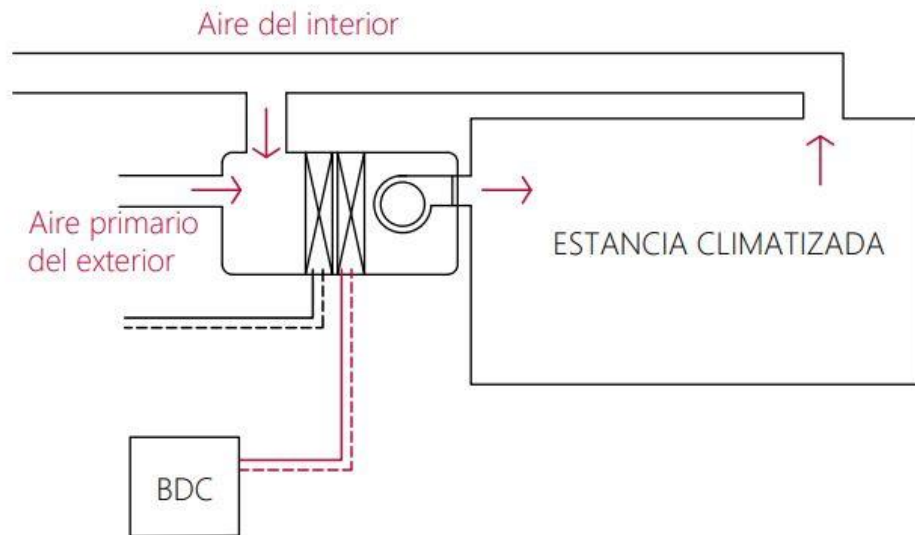 Aire del interior
Aire primario
del exterior
ESTANCIA CLIMATIZADA
BDC